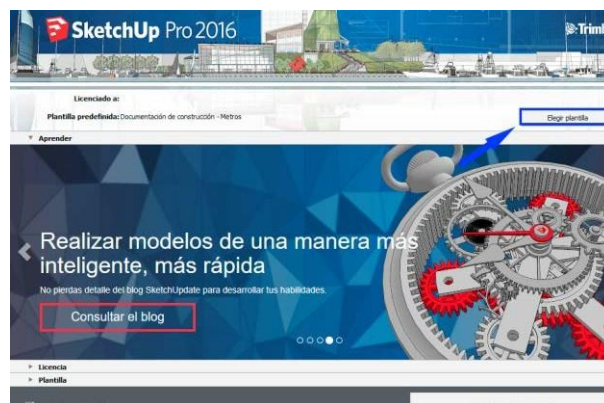 SketchUp Pro 2016
Trimb
Licenciado a:
Plantilla predefinida: Documentación de construcción - Metros
Elegir plantilla
Aprender
Realizar modelos de una manera más
inteligente, más rápida
No pierdas detalle del blog SketchUpdate para desarrollar tus habilidades.
Consultar el blog
Licencia
Plantilla